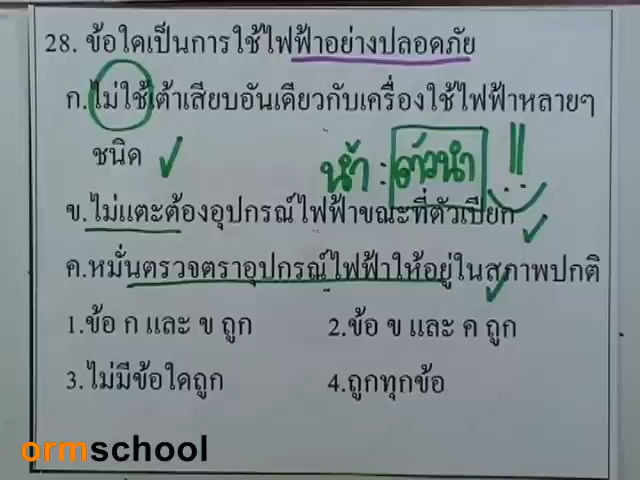 28. ข้อใดเป็นการใช้ไฟฟ้าอย่างปลอดภัย
ก.ไม่ใช้เต้าเสียบอันเดียวกับเครื่องใช้ไฟฟ้าหลายๆ
ชนิด
น้ำ : ตัวนำ !!
ข.ไม่แตะต้องอุปกรณ์ไฟฟ้าขณะที่ตัวเปียก
ค.หมั่นตรวจตราอุปกรณ์ไฟฟ้าให้อยู่ในสภาพปกติ
1.ข้อ ก และ ข ถูก 2.ข้อ ข และ ค ถูก
3.ไม่มีข้อใดถูก 4.ถูกทุกข้อ
ormschool